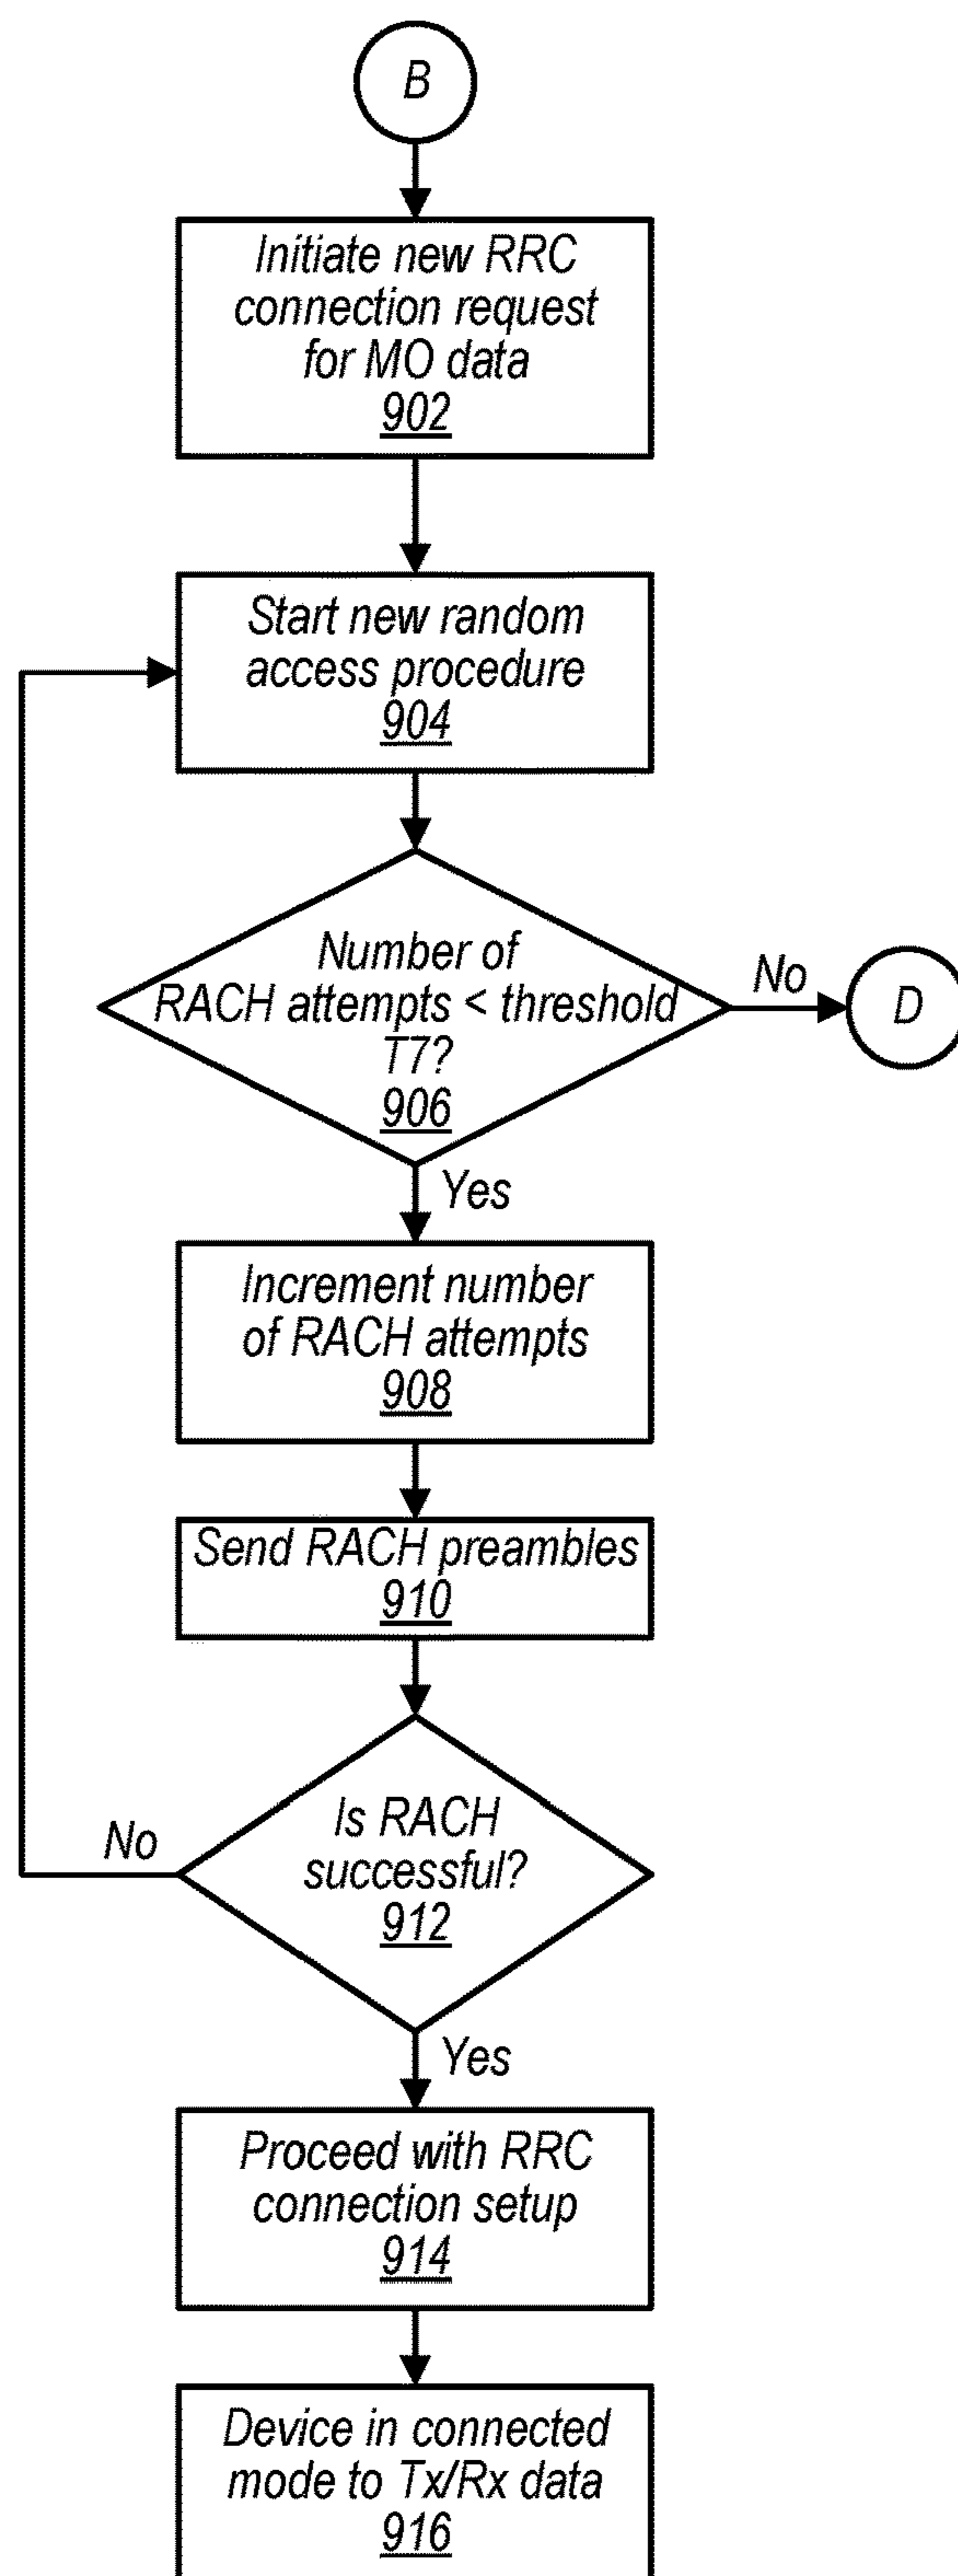 B
Initiate new RRC
connection request
for MO data
902
Start new random
access procedure
904
Number of
RACH attempts < threshold
T7?
906
No
D
Yes
Increment number
of RACH attempts
908
Send RACH preambles
910
Is RACH
successful?
912
No
Yes
Proceed with RRC
connection setup
914
Device in connected
mode to Tx/Rx data
916